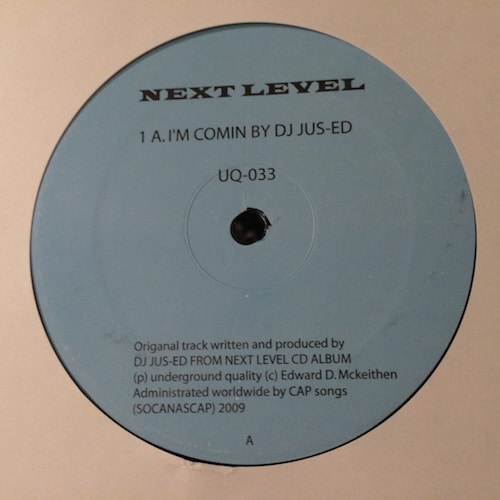 NEXT LEVEL
1 A. I'M COMIN BY DJ JUS-ED
UQ-033
Origanal track written and produced by
DJ JUS-ED FROM NEXT LEVEL CD ALBUM
(p) underground quality (c) Edward D. Mckeithen
Administrated worldwide by CAP songs
(SOCANASCAP) 2009
A